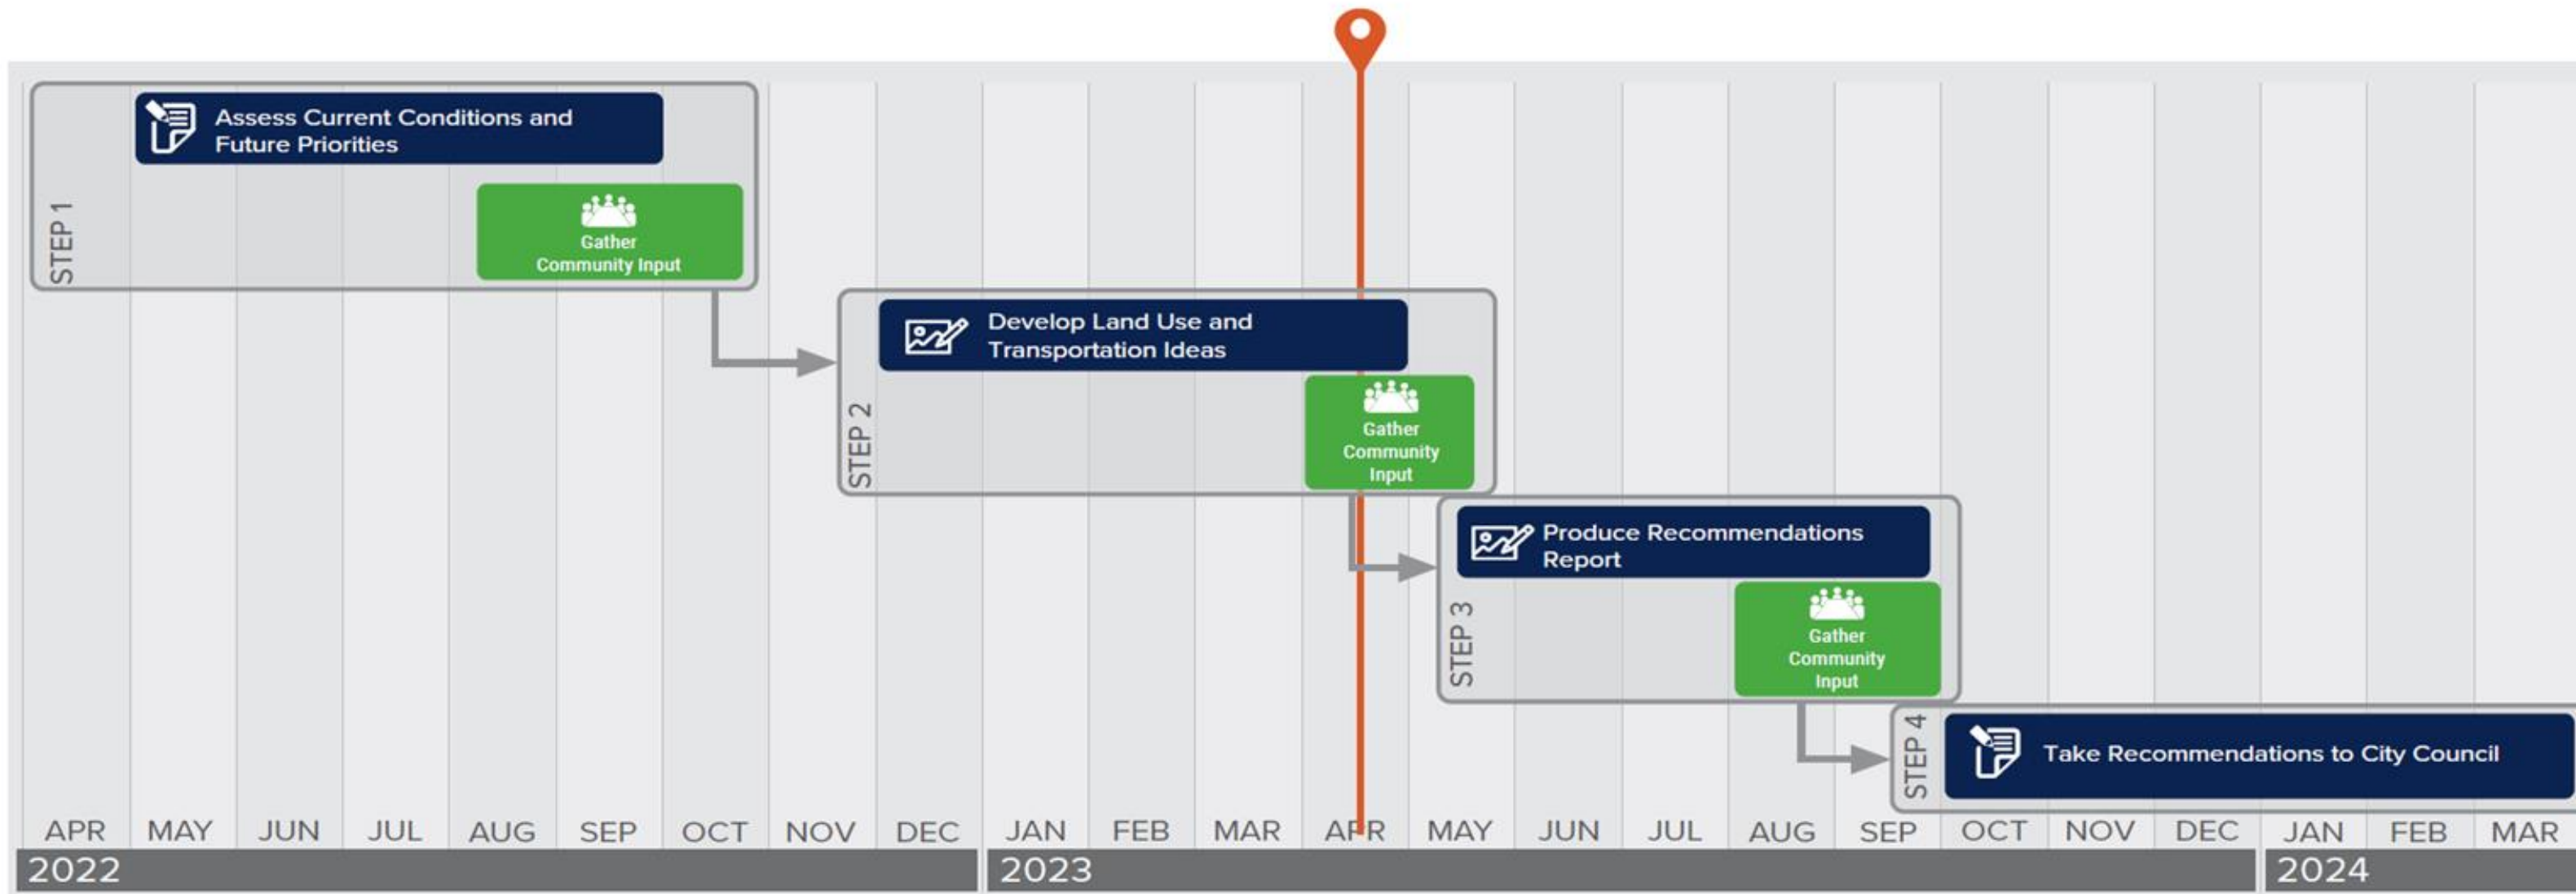 STEP 1
Assess Current Conditions and
Future Priorities
Gather
Community Input
STEP 2
Develop Land Use and
Transportation Ideas
Gather
Community
Input
STEP 3
Produce Recommendations
Report
Gather
Community
Input
STEP 4
Take Recommendations to City Council
APR MAY JUN JUL AUG SEP OCT NOV DEC JAN FEB MAR APR MAY JUN JUL AUG SEP OCT NOV DEC JAN FEB MAR
2022 2023 2024